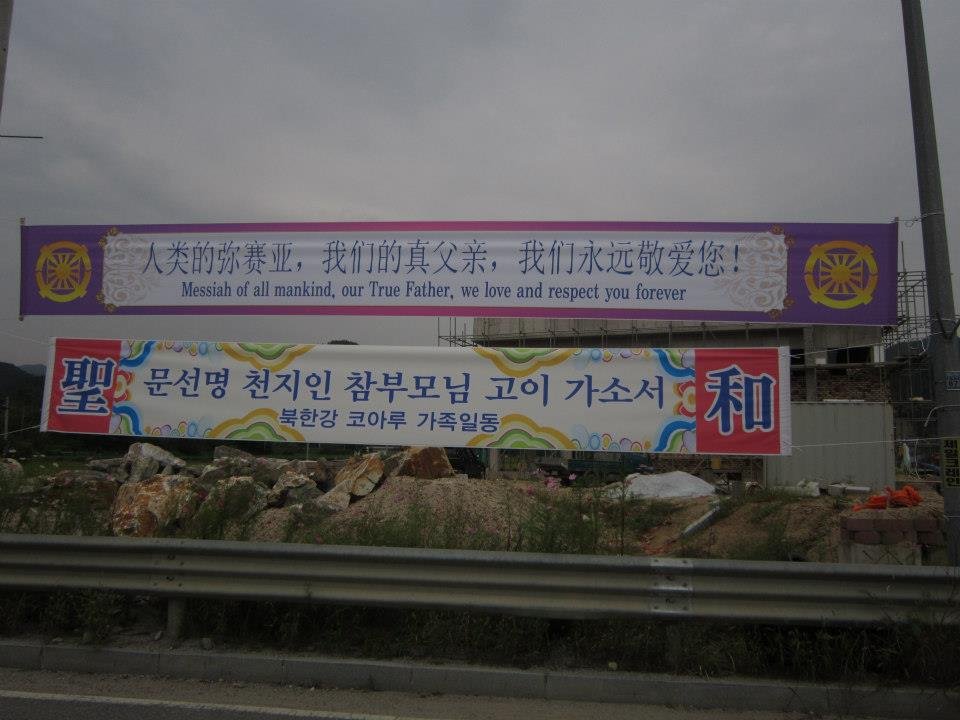 人类的弥赛亚，我们的真父亲，我们永远敬爱您！
Messiah of all mankind, our True Father, we love and respect you forever
聖 문선명 천지인 참부모님 고이 가소서 和
북한강 코아루 가족일동